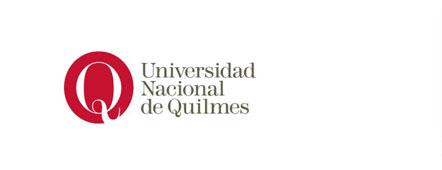 Q
Universidad
Nacional
de Quilmes